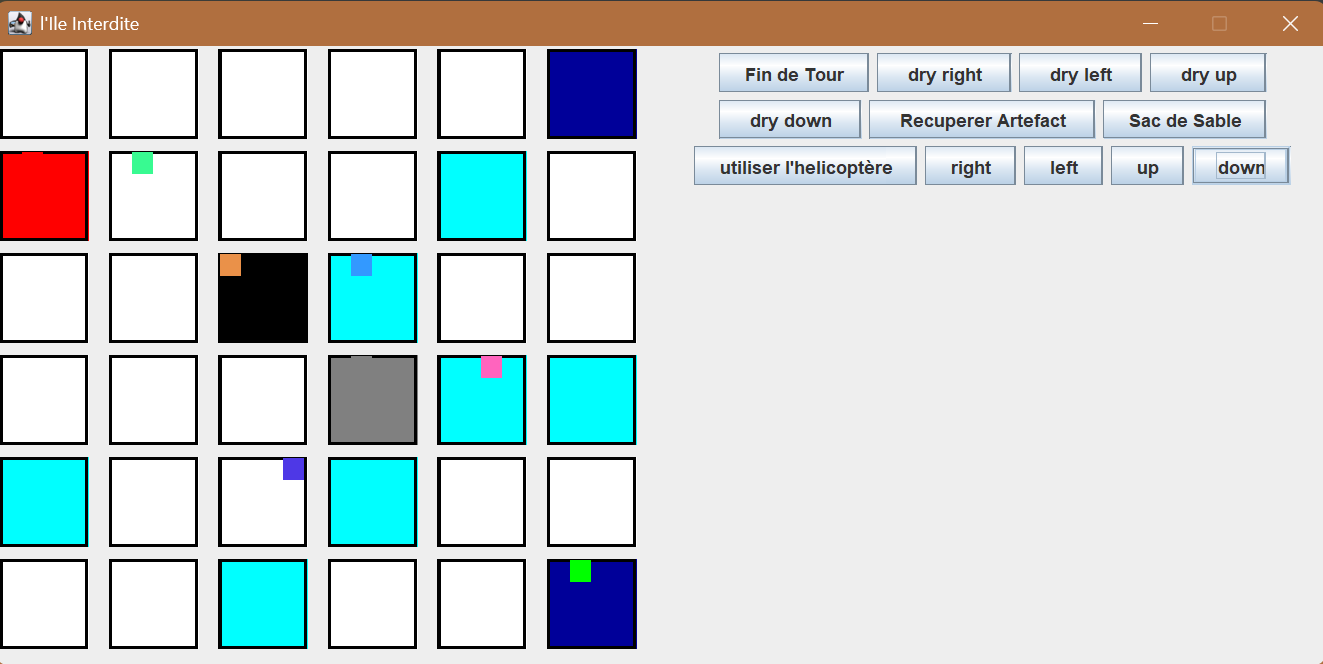 l'Ile Interdite
Fin de Tour dry right dry left dry up
dry down Recuperer Artefact Sac de Sable
utiliser l'helicoptère right left up down